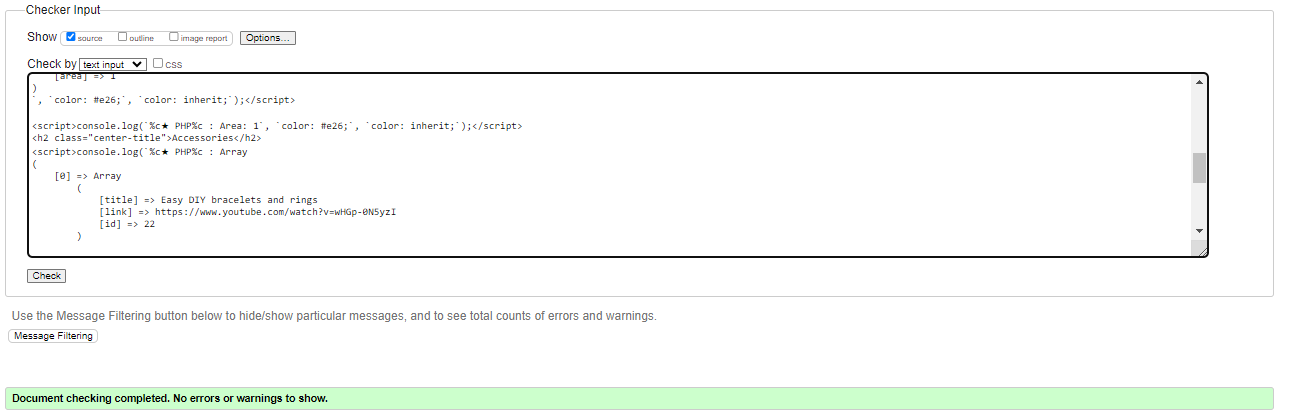 Checker Input
Show source outline image report Options...
Check by text input css
[area] => 1
)
`, `color: #e26;`, `color: inherit;`);</script>
<script>console.log(`%c★ PHP%c : Area: 1`, `color: #e26;`, `color: inherit;`);</script>
<h2 class="center-title">Accessories</h2>
<script>console.log(`%c★ PHP%c : Array
(
[0] => Array
(
[title] => Easy DIY bracelets and rings
[link] => https://www.youtube.com/watch?v=wHGp-0N5yzI
[id] => 22
)
Check
Use the Message Filtering button below to hide/show particular messages, and to see total counts of errors and warnings.
Message Filtering
Document checking completed. No errors or warnings to show.